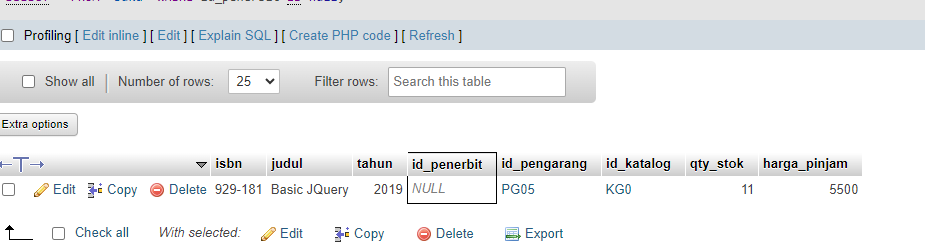 Profiling [ Edit inline ] [ Edit ] [ Explain SQL ] [ Create PHP code ] [ Refresh ]
Show all Number of rows: 25 Filter rows: Search this table
Extra options
isbn judul tahun id_penerbit id_pengarang id_katalog qty_stok harga_pinjam
Edit Copy Delete 929-181 Basic JQuery 2019 NULL PG05 KG0 11 5500
Check all With selected: Edit Copy Delete Export